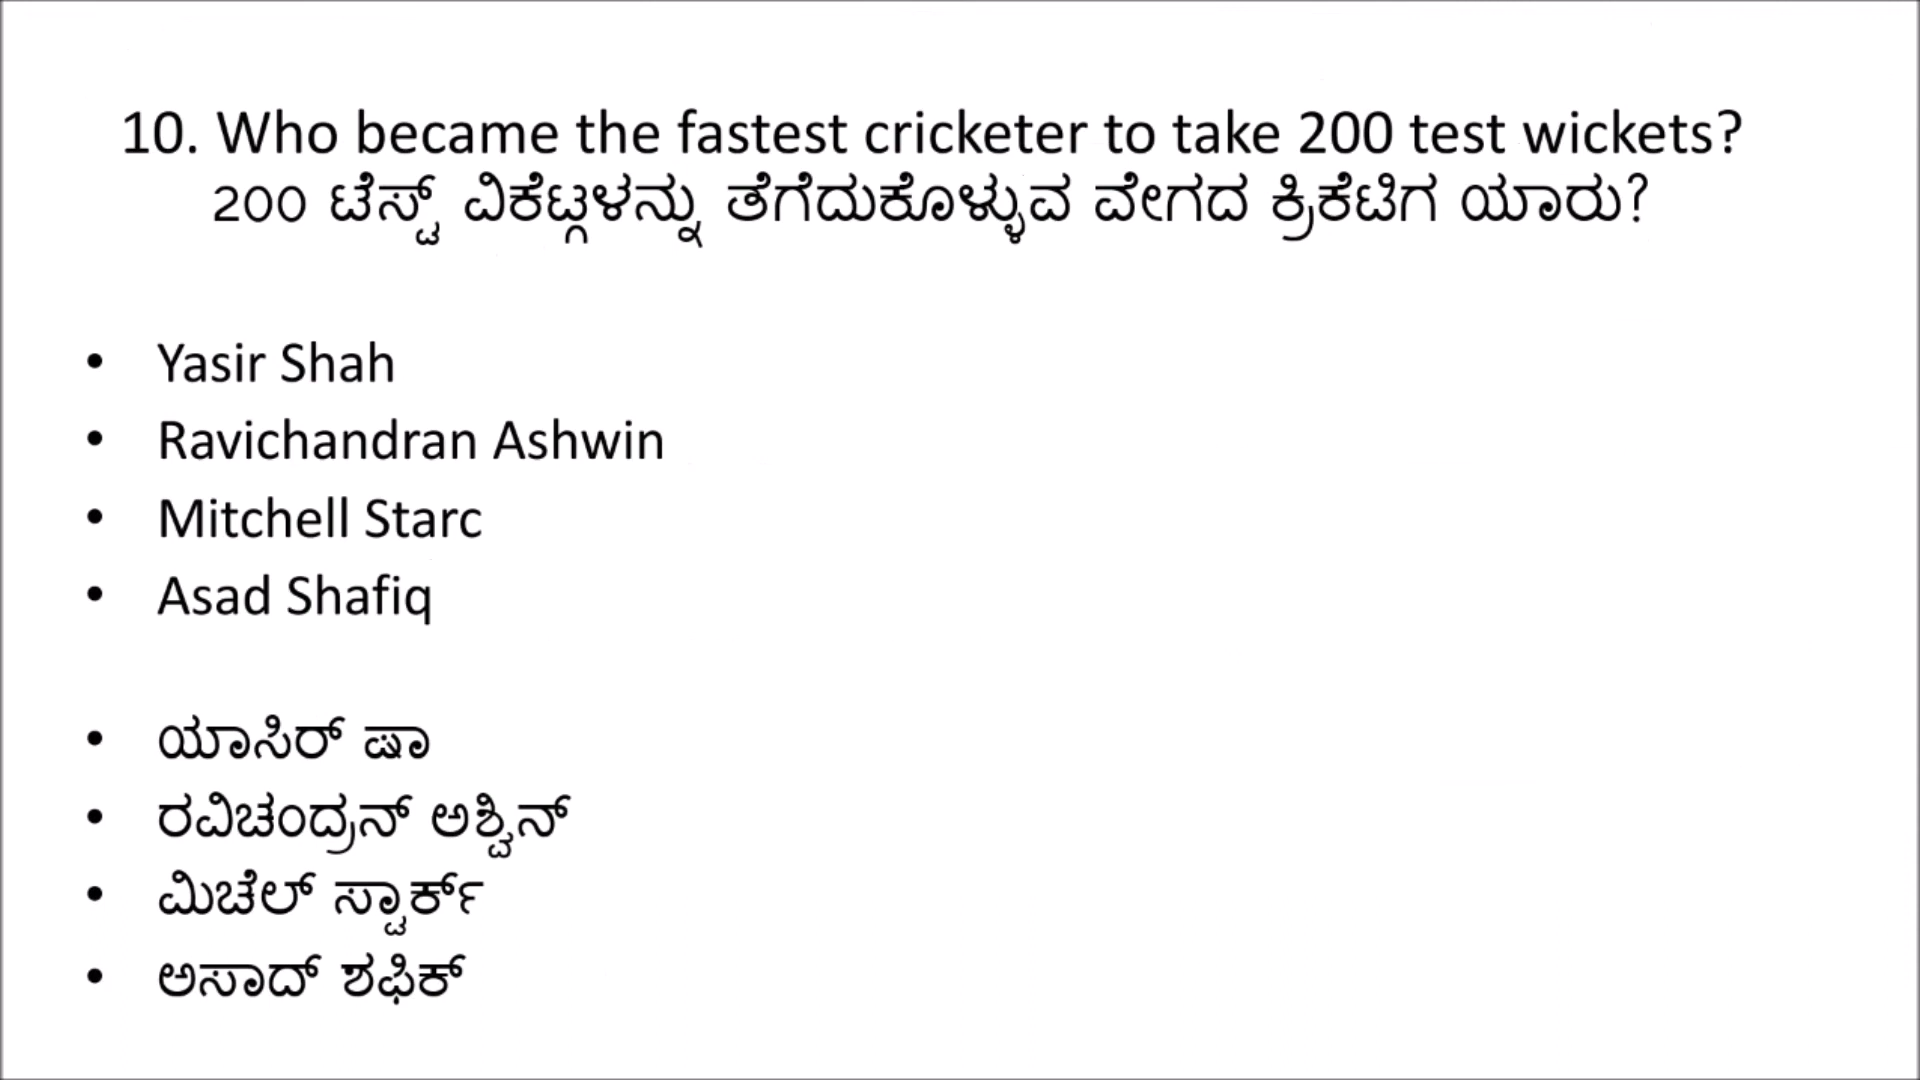 10. Who became the fastest cricketer to take 200 test wickets?
200 ಟೆಸ್ಟ್ ವಿಕೆಟ್ಗಳನ್ನು ತೆಗೆದುಕೊಳ್ಳುವ ವೇಗದ ಕ್ರಿಕೆಟಿಗ ಯಾರು?
• Yasir Shah
• Ravichandran Ashwin
• Mitchell Starc
• Asad Shafiq
• ಯಾಸಿರ್ ಷಾ
• ರವಿಚಂದ್ರನ್ ಅಶ್ವಿನ್
• ಮಿಚೆಲ್ ಸ್ಟಾರ್ಕ್
• ಅಸಾದ್ ಶಫಿಕ್